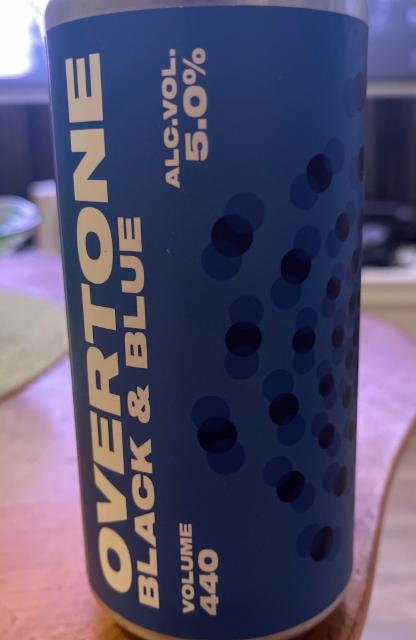 OVERTONE
BLACK & BLUE
ALC.VOL.
5.0%
VOLUME
440